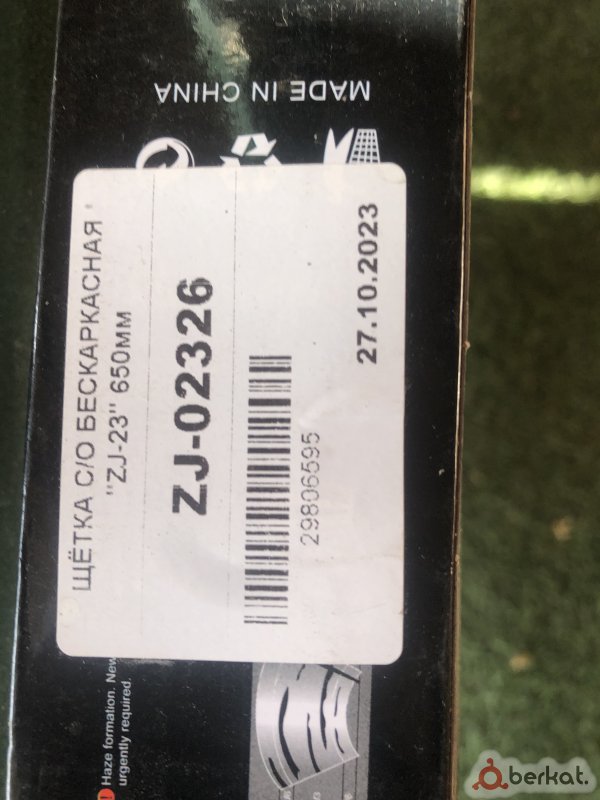 MADE IN CHINA
ЩЁТКА С/О БЕСКАРКАСНАЯ
"ZJ-23" 650мм
ZJ-02326
29806595
27.10.2023
Haze formation. New
urgently required.
berkat.